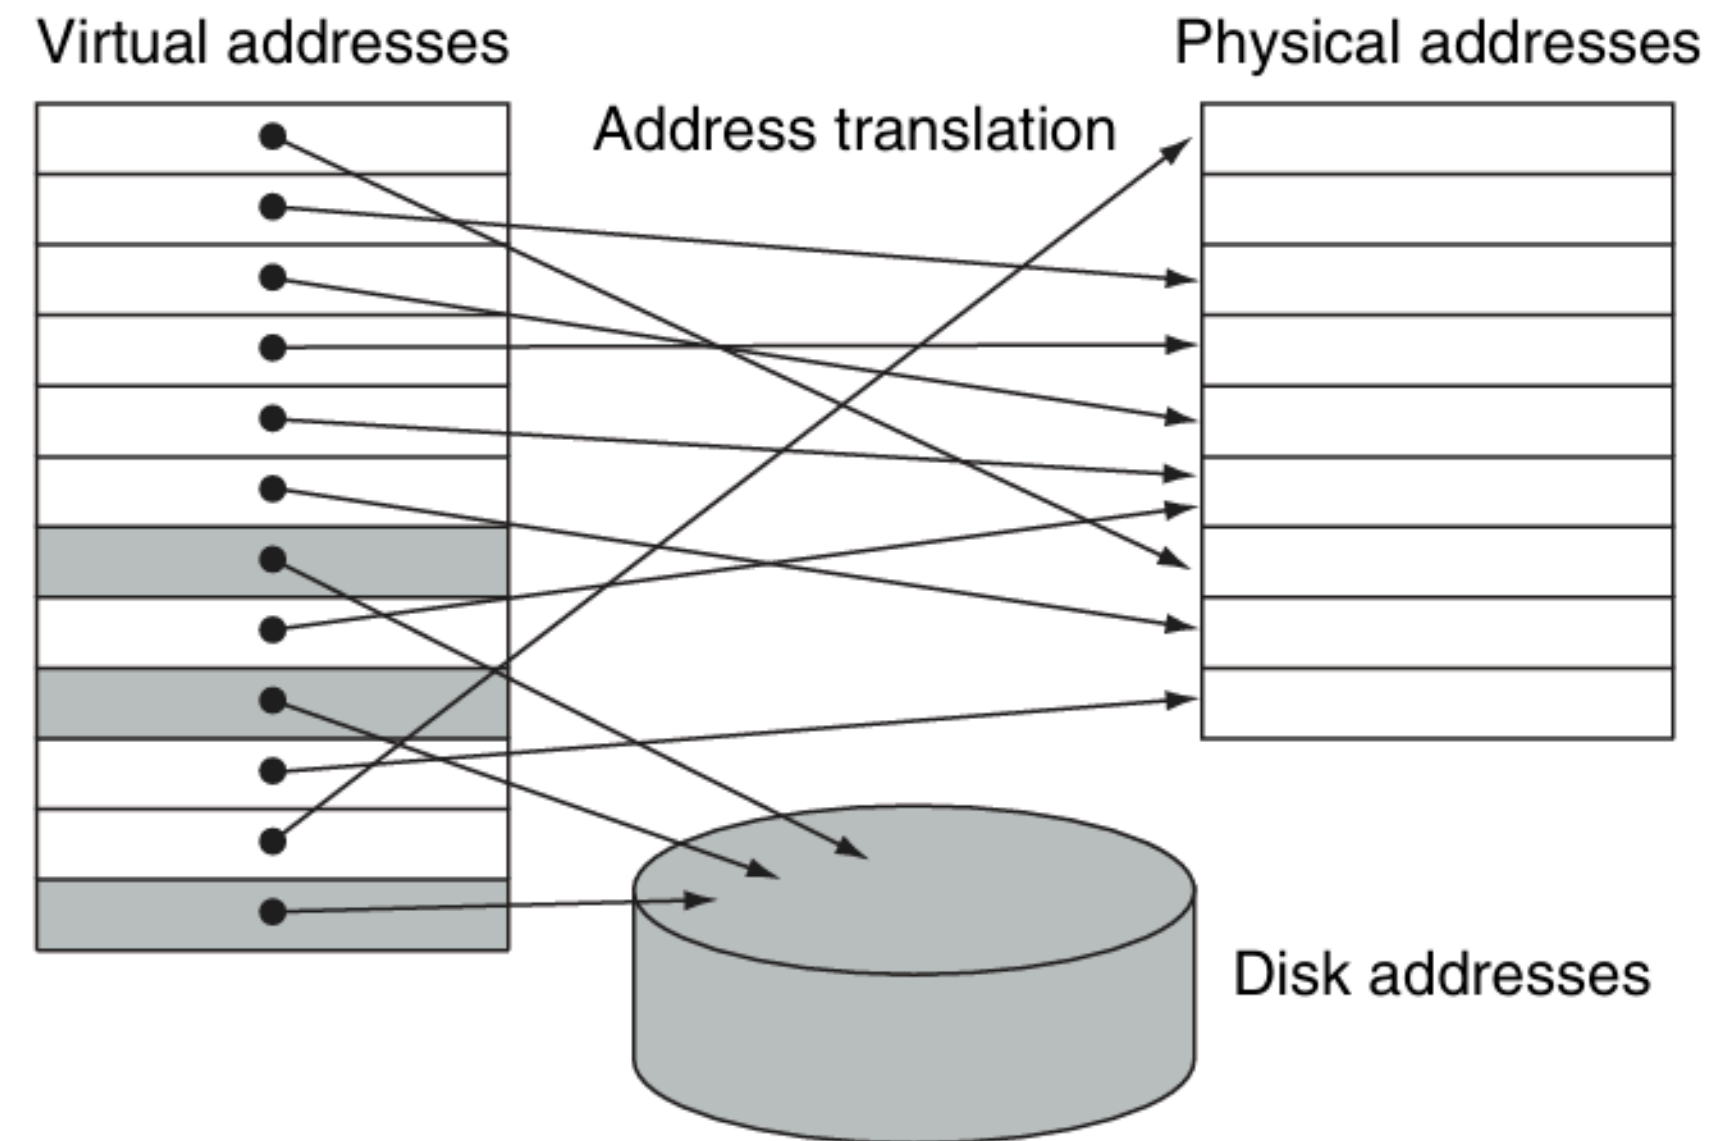 Virtual addresses
Physical addresses
Address translation
Disk addresses